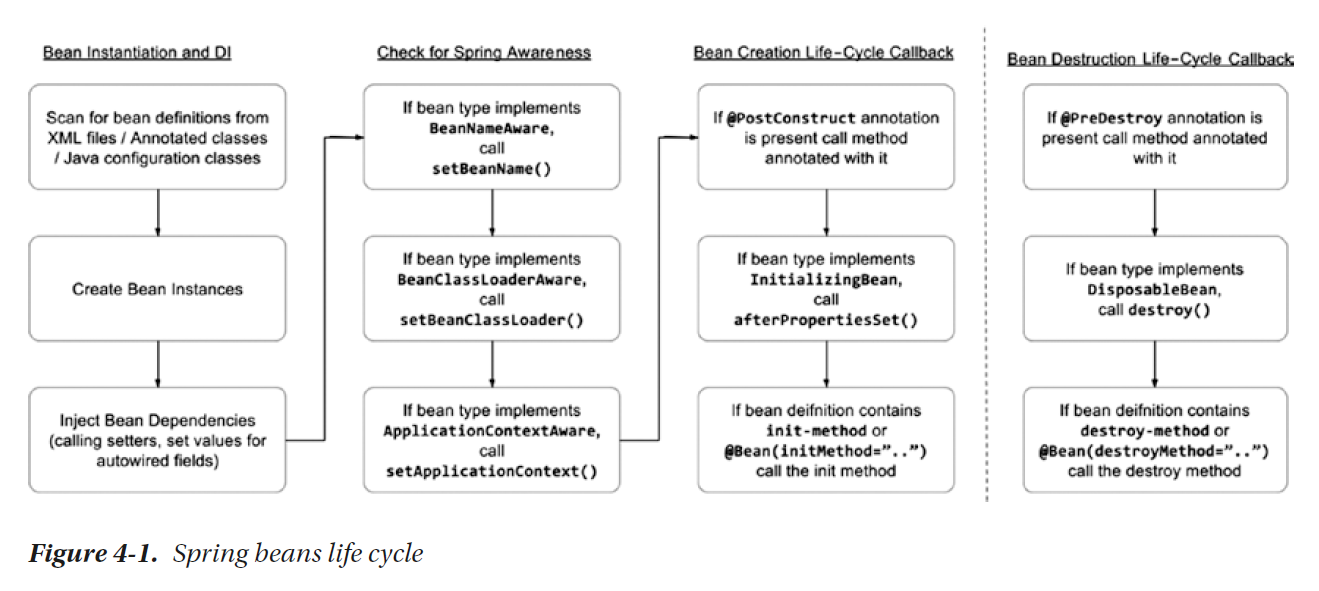 Bean Instantiation and DI
Scan for bean definitions from
XML files / Annotated classes
/ Java configuration classes
Create Bean Instances
Inject Bean Dependencies
(calling setters, set values for
autowired fields)
Check for Spring Awareness
If bean type implements
BeanNameAware,
call
setBeanName()
If bean type implements
BeanClassLoaderAware,
call
setBeanClassLoader()
If bean type implements
ApplicationContextAware,
call
setApplicationContext()
Bean Creation Life-Cycle Callback
If @PostConstruct annotation
is present call method
annotated with it
If bean type implements
InitializingBean,
call
afterPropertiesSet()
If bean deifnition contains
init-method or
@Bean(initMethod=”..”)
call the init method
Bean Destruction Life-Cycle Callback
If @PreDestroy annotation is
present call method annotated
with it
If bean type implements
DisposableBean,
call destroy()
If bean deifnition contains
destroy-method or
@Bean(destroyMethod=”..”)
call the destroy method
Figure 4-1. Spring beans life cycle